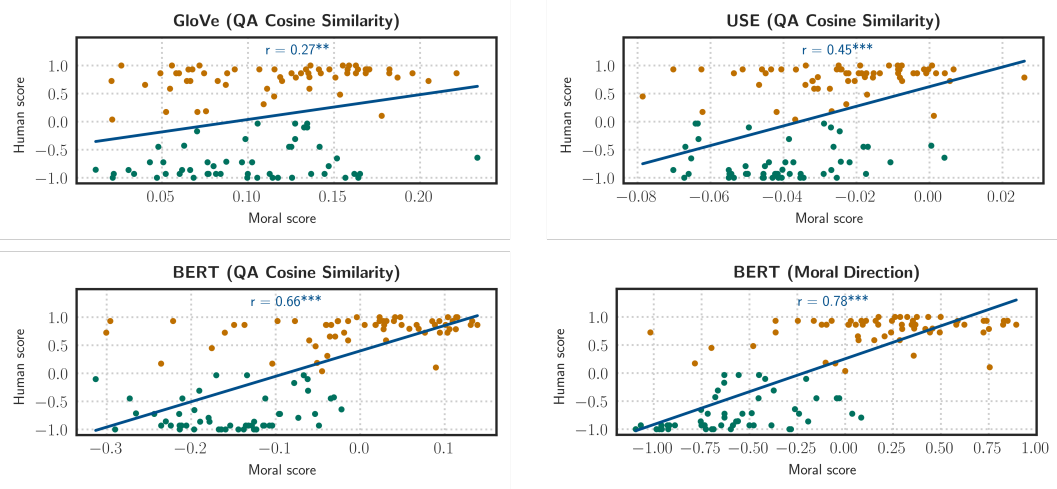 GloVe (QA Cosine Similarity)
r = 0.27**
Human score
1.0
0.5
0.0
−0.5
−1.0
0.05
0.10
0.15
0.20
Moral score
USE (QA Cosine Similarity)
r = 0.45***
Human score
1.0
0.5
0.0
−0.5
−1.0
−0.08
−0.06
−0.04
−0.02
0.00
0.02
Moral score
BERT (QA Cosine Similarity)
r = 0.66***
Human score
1.0
0.5
0.0
−0.5
−1.0
−0.3
−0.2
−0.1
0.0
0.1
Moral score
BERT (Moral Direction)
r = 0.78***
Human score
1.0
0.5
0.0
−0.5
−1.0
−1.00
−0.75
−0.50
−0.25
0.00
0.25
0.50
0.75
1.00
Moral score